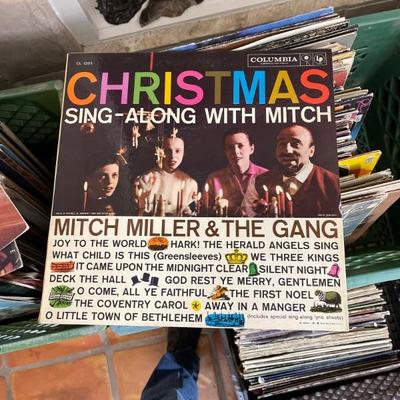 CL 1205
COLUMBIA
LP
CHRISTMAS
SING-ALONG WITH MITCH
MITCH MILLER & THE GANG
JOY TO THE WORLD HARK! THE HERALD ANGELS SING
WHAT CHILD IS THIS (Greensleeves) WE THREE KINGS
IT CAME UPON THE MIDNIGHT CLEAR SILENT NIGHT
DECK THE HALL GOD REST YE MERRY, GENTLEMEN
O COME, ALL YE FAITHFUL THE FIRST NOEL
THE COVENTRY CAROL AWAY IN A MANGER
O LITTLE TOWN OF BETHLEHEM (includes special sing-along lyric sheets)